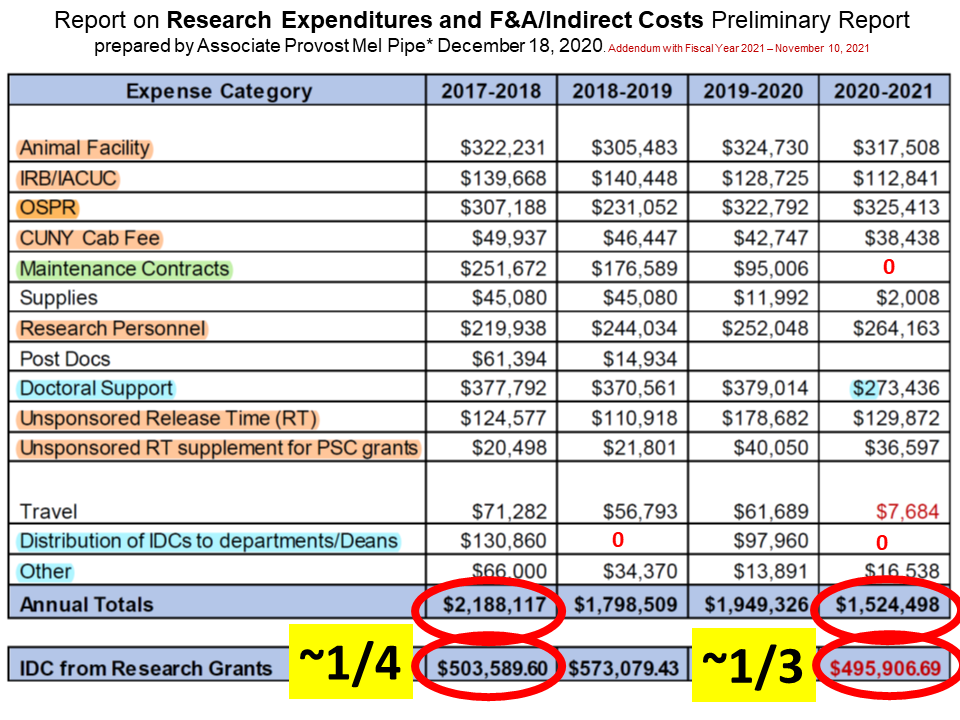 Report on Research Expenditures and F&A/Indirect Costs Preliminary Report
prepared by Associate Provost Mel Pipe* December 18, 2020. Addendum with Fiscal Year 2021 – November 10, 2021
Expense Category 2017-2018 2018-2019 2019-2020 2020-2021
Animal Facility $322,231 $305,483 $324,730 $317,508
IRB/IACUC $139,668 $140,448 $128,725 $112,841
OSPR $307,188 $231,052 $322,792 $325,413
CUNY Cab Fee $49,937 $46,447 $42,747 $38,438
Maintenance Contracts $251,672 $176,589 $95,006 0
Supplies $45,080 $45,080 $11,992 $2,008
Research Personnel $219,938 $244,034 $252,048 $264,163
Post Docs $61,394 $14,934
Doctoral Support $377,792 $370,561 $379,014 $273,436
Unsponsored Release Time (RT) $124,577 $110,918 $178,682 $129,872
Unsponsored RT supplement for PSC grants $20,498 $21,801 $40,050 $36,597
Travel $71,282 $56,793 $61,689 $7,684
Distribution of IDCs to departments/Deans $130,860 0 $97,960 0
Other $66,000 $34,370 $13,891 $16,538
Annual Totals $2,188,117 $1,798,509 $1,949,326 $1,524,498
IDC from Research Grants ~1/4 $503,589.60 $573,079.43 ~1/3 $495,906.69